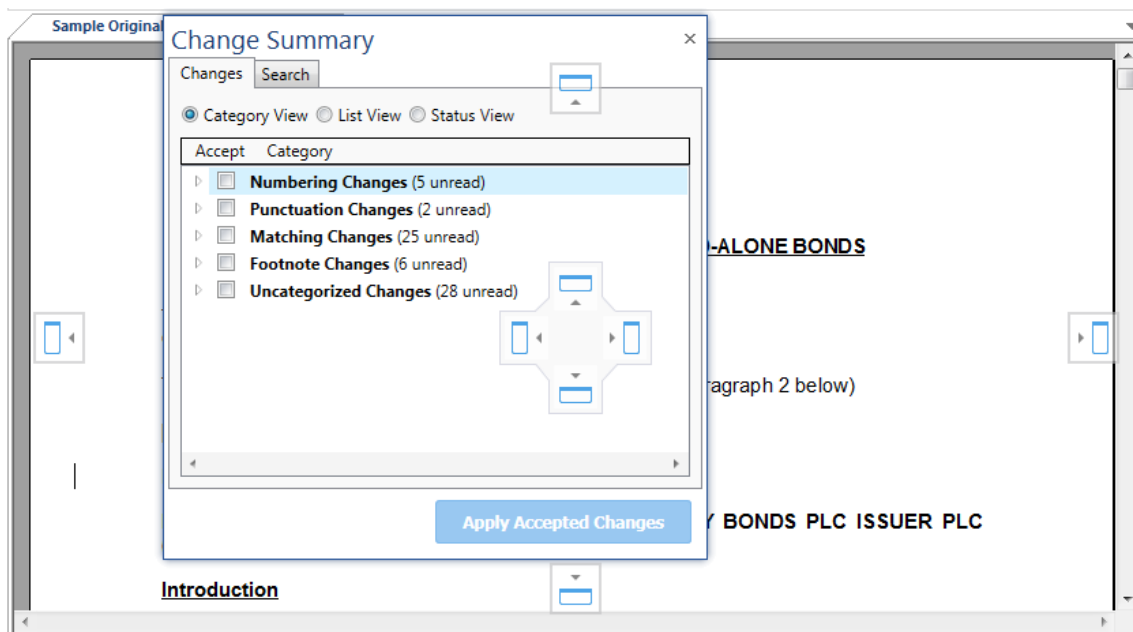 Sample Original
Change Summary
Changes Search
Category View List View Status View
Accept Category
Numbering Changes (5 unread)
Punctuation Changes (2 unread)
Matching Changes (25 unread)
Footnote Changes (6 unread)
Uncategorized Changes (28 unread)
Apply Accepted Changes
-ALONE BONDS
ragraph 2 below)
BONDS PLC ISSUER PLC
Introduction